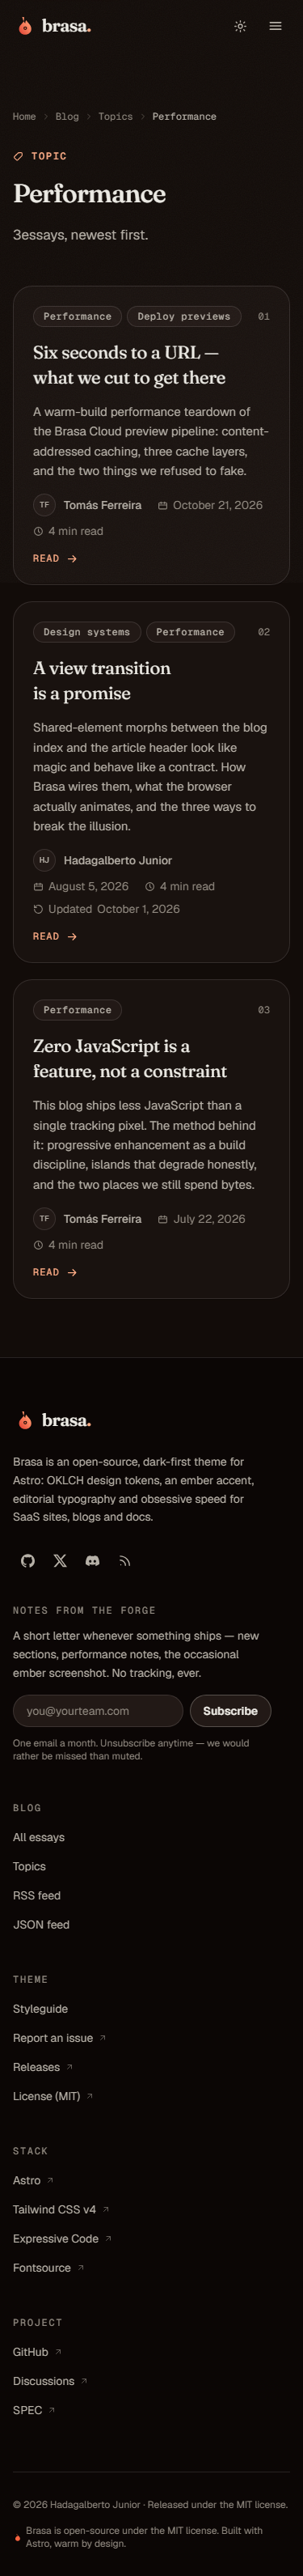 brasa.
Home > Blog > Topics > Performance
TOPIC
Performance
3essays, newest first.
Performance Deploy previews 01
Six seconds to a URL —
what we cut to get there
A warm-build performance teardown of
the Brasa Cloud preview pipeline: content-
addressed caching, three cache layers,
and the two things we refused to fake.
TF Tomás Ferreira October 21, 2026
4 min read
READ →
Design systems Performance 02
A view transition
is a promise
Shared-element morphs between the blog
index and the article header look like
magic and behave like a contract. How
Brasa wires them, what the browser
actually animates, and the three ways to
break the illusion.
HJ Hadagalberto Junior
August 5, 2026 4 min read
Updated October 1, 2026
READ →
Performance 03
Zero JavaScript is a
feature, not a constraint
This blog ships less JavaScript than a
single tracking pixel. The method behind
it: progressive enhancement as a build
discipline, islands that degrade honestly,
and the two places we still spend bytes.
TF Tomás Ferreira July 22, 2026
4 min read
READ →
brasa.
Brasa is an open-source, dark-first theme for
Astro: OKLCH design tokens, an ember accent,
editorial typography and obsessive speed for
SaaS sites, blogs and docs.
NOTES FROM THE FORGE
A short letter whenever something ships — new
sections, performance notes, the occasional
ember screenshot. No tracking, ever.
you@yourteam.com Subscribe
One email a month. Unsubscribe anytime — we would
rather be missed than muted.
BLOG
All essays
Topics
RSS feed
JSON feed
THEME
Styleguide
Report an issue ↗
Releases ↗
License (MIT) ↗
STACK
Astro ↗
Tailwind CSS v4 ↗
Expressive Code ↗
Fontsource ↗
PROJECT
GitHub ↗
Discussions ↗
SPEC ↗
© 2026 Hadagalberto Junior · Released under the MIT license.
Brasa is open-source under the MIT license. Built with
Astro, warm by design.